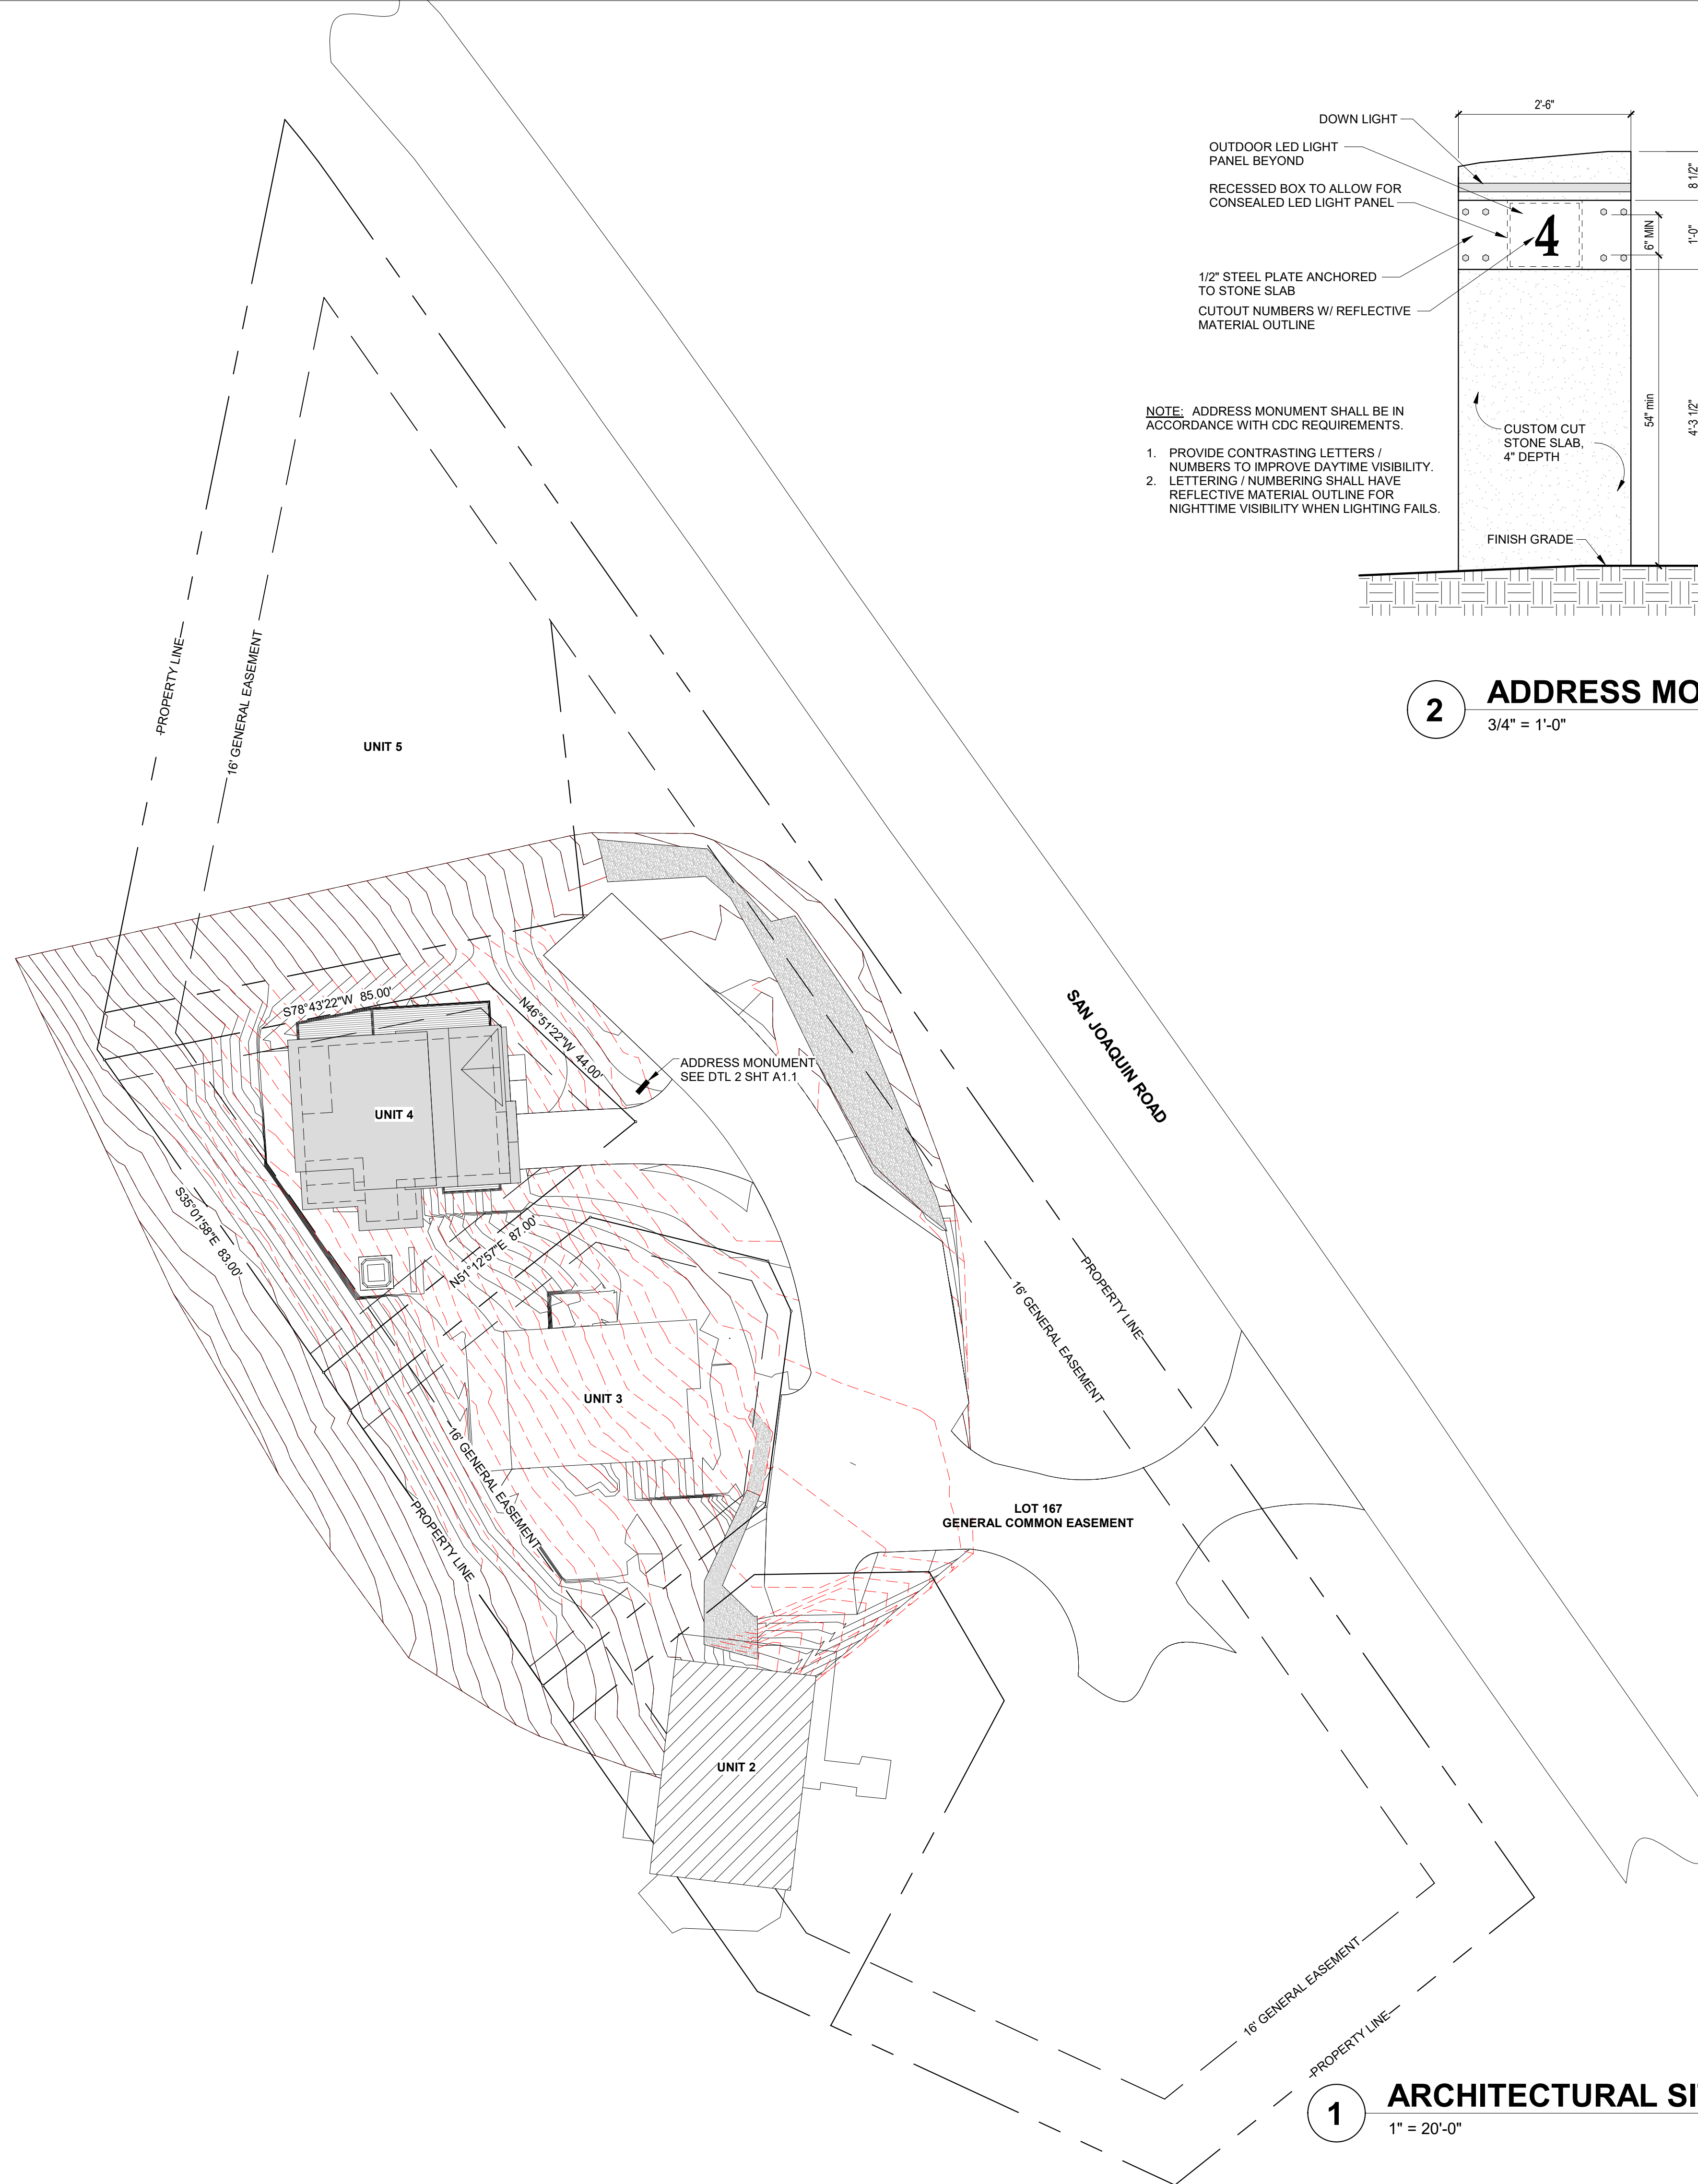 2'-6"
DOWN LIGHT
OUTDOOR LED LIGHT
PANEL BEYOND
RECESSED BOX TO ALLOW FOR
CONSEALED LED LIGHT PANEL
1/2" STEEL PLATE ANCHORED
TO STONE SLAB
CUTOUT NUMBERS W/ REFLECTIVE
MATERIAL OUTLINE
4
8 1/2"
1'-0"
6" MIN
54" min
4'-3 1/2"
NOTE: ADDRESS MONUMENT SHALL BE IN
ACCORDANCE WITH CDC REQUIREMENTS.
1. PROVIDE CONTRASTING LETTERS /
NUMBERS TO IMPROVE DAYTIME VISIBILITY.
2. LETTERING / NUMBERING SHALL HAVE
REFLECTIVE MATERIAL OUTLINE FOR
NIGHTTIME VISIBILITY WHEN LIGHTING FAILS.
CUSTOM CUT
STONE SLAB,
4" DEPTH
FINISH GRADE
2
ADDRESS MO
3/4" = 1'-0"
PROPERTY LINE
16' GENERAL EASEMENT
UNIT 5
S78°43'22"W 85.00'
N46°51'22"W 44.00'
ADDRESS MONUMENT
SEE DTL 2 SHT A1.1
SAN JOAQUIN ROAD
UNIT 4
S35°01'58"E 83.00'
N51°12'57"E 87.00'
16' GENERAL EASEMENT
PROPERTY LINE
UNIT 3
16' GENERAL EASEMENT
PROPERTY LINE
LOT 167
GENERAL COMMON EASEMENT
UNIT 2
16' GENERAL EASEMENT
PROPERTY LINE
1
ARCHITECTURAL SI
1" = 20'-0"